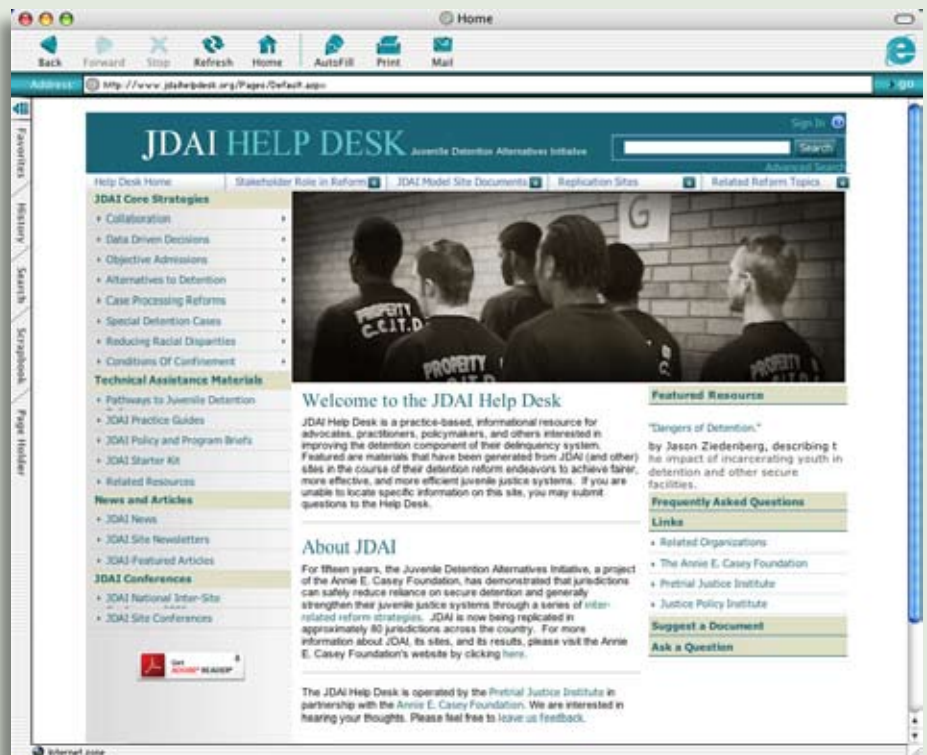 Home
Back Forward Stop Refresh Home AutoFill Print Mail
Address: http://www.jdaihelpdesk.org/Pages/Default.aspx go
Favorites
History
Search
Scrapbook
Page Holder
Sign In
JDAI HELP DESK Juvenile Detention Alternatives Initiative
Search
Advanced Search
Help Desk Home Stakeholder Role in Reform JDAI Model Site Documents Replication Sites Related Reform Topics
JDAI Core Strategies
Collaboration
Data Driven Decisions
Objective Admissions
Alternatives to Detention
Case Processing Reforms
Special Detention Cases
Reducing Racial Disparities
Conditions Of Confinement
Technical Assistance Materials
Pathways to Juvenile Detention
JDAI Practice Guides
JDAI Policy and Program Briefs
JDAI Starter Kit
Related Resources
News and Articles
JDAI News
JDAI Site Newsletters
JDAI Featured Articles
JDAI Conferences
JDAI National Inter-Site
JDAI Site Conferences
Get
ADOBE® READER®
G
PROPERTY
C.C.J.T.D.
PROPERTY
PROPERTY
Welcome to the JDAI Help Desk
JDAI Help Desk is a practice-based, informational resource for
advocates, practitioners, policymakers, and others interested in
improving the detention component of their delinquency system.
Featured are materials that have been generated from JDAI (and other)
sites in the course of their detention reform endeavors to achieve fairer,
more effective, and more efficient juvenile justice systems. If you are
unable to locate specific information on this site, you may submit
questions to the Help Desk.
About JDAI
For fifteen years, the Juvenile Detention Alternatives Initiative, a project
of the Annie E. Casey Foundation, has demonstrated that jurisdictions
can safely reduce reliance on secure detention and generally
strengthen their juvenile justice systems through a series of inter-
related reform strategies. JDAI is now being replicated in
approximately 80 jurisdictions across the country. For more
information about JDAI, its sites, and its results, please visit the Annie
E. Casey Foundation's website by clicking here.
The JDAI Help Desk is operated by the Pretrial Justice Institute in
partnership with the Annie E. Casey Foundation. We are interested in
hearing your thoughts. Please feel free to leave us feedback.
Featured Resource
"Dangers of Detention."
by Jason Ziedenberg, describing t
he impact of incarcerating youth in
detention and other secure
facilities.
Frequently Asked Questions
Links
Related Organizations
The Annie E. Casey Foundation
Pretrial Justice Institute
Justice Policy Institute
Suggest a Document
Ask a Question
Internet zone